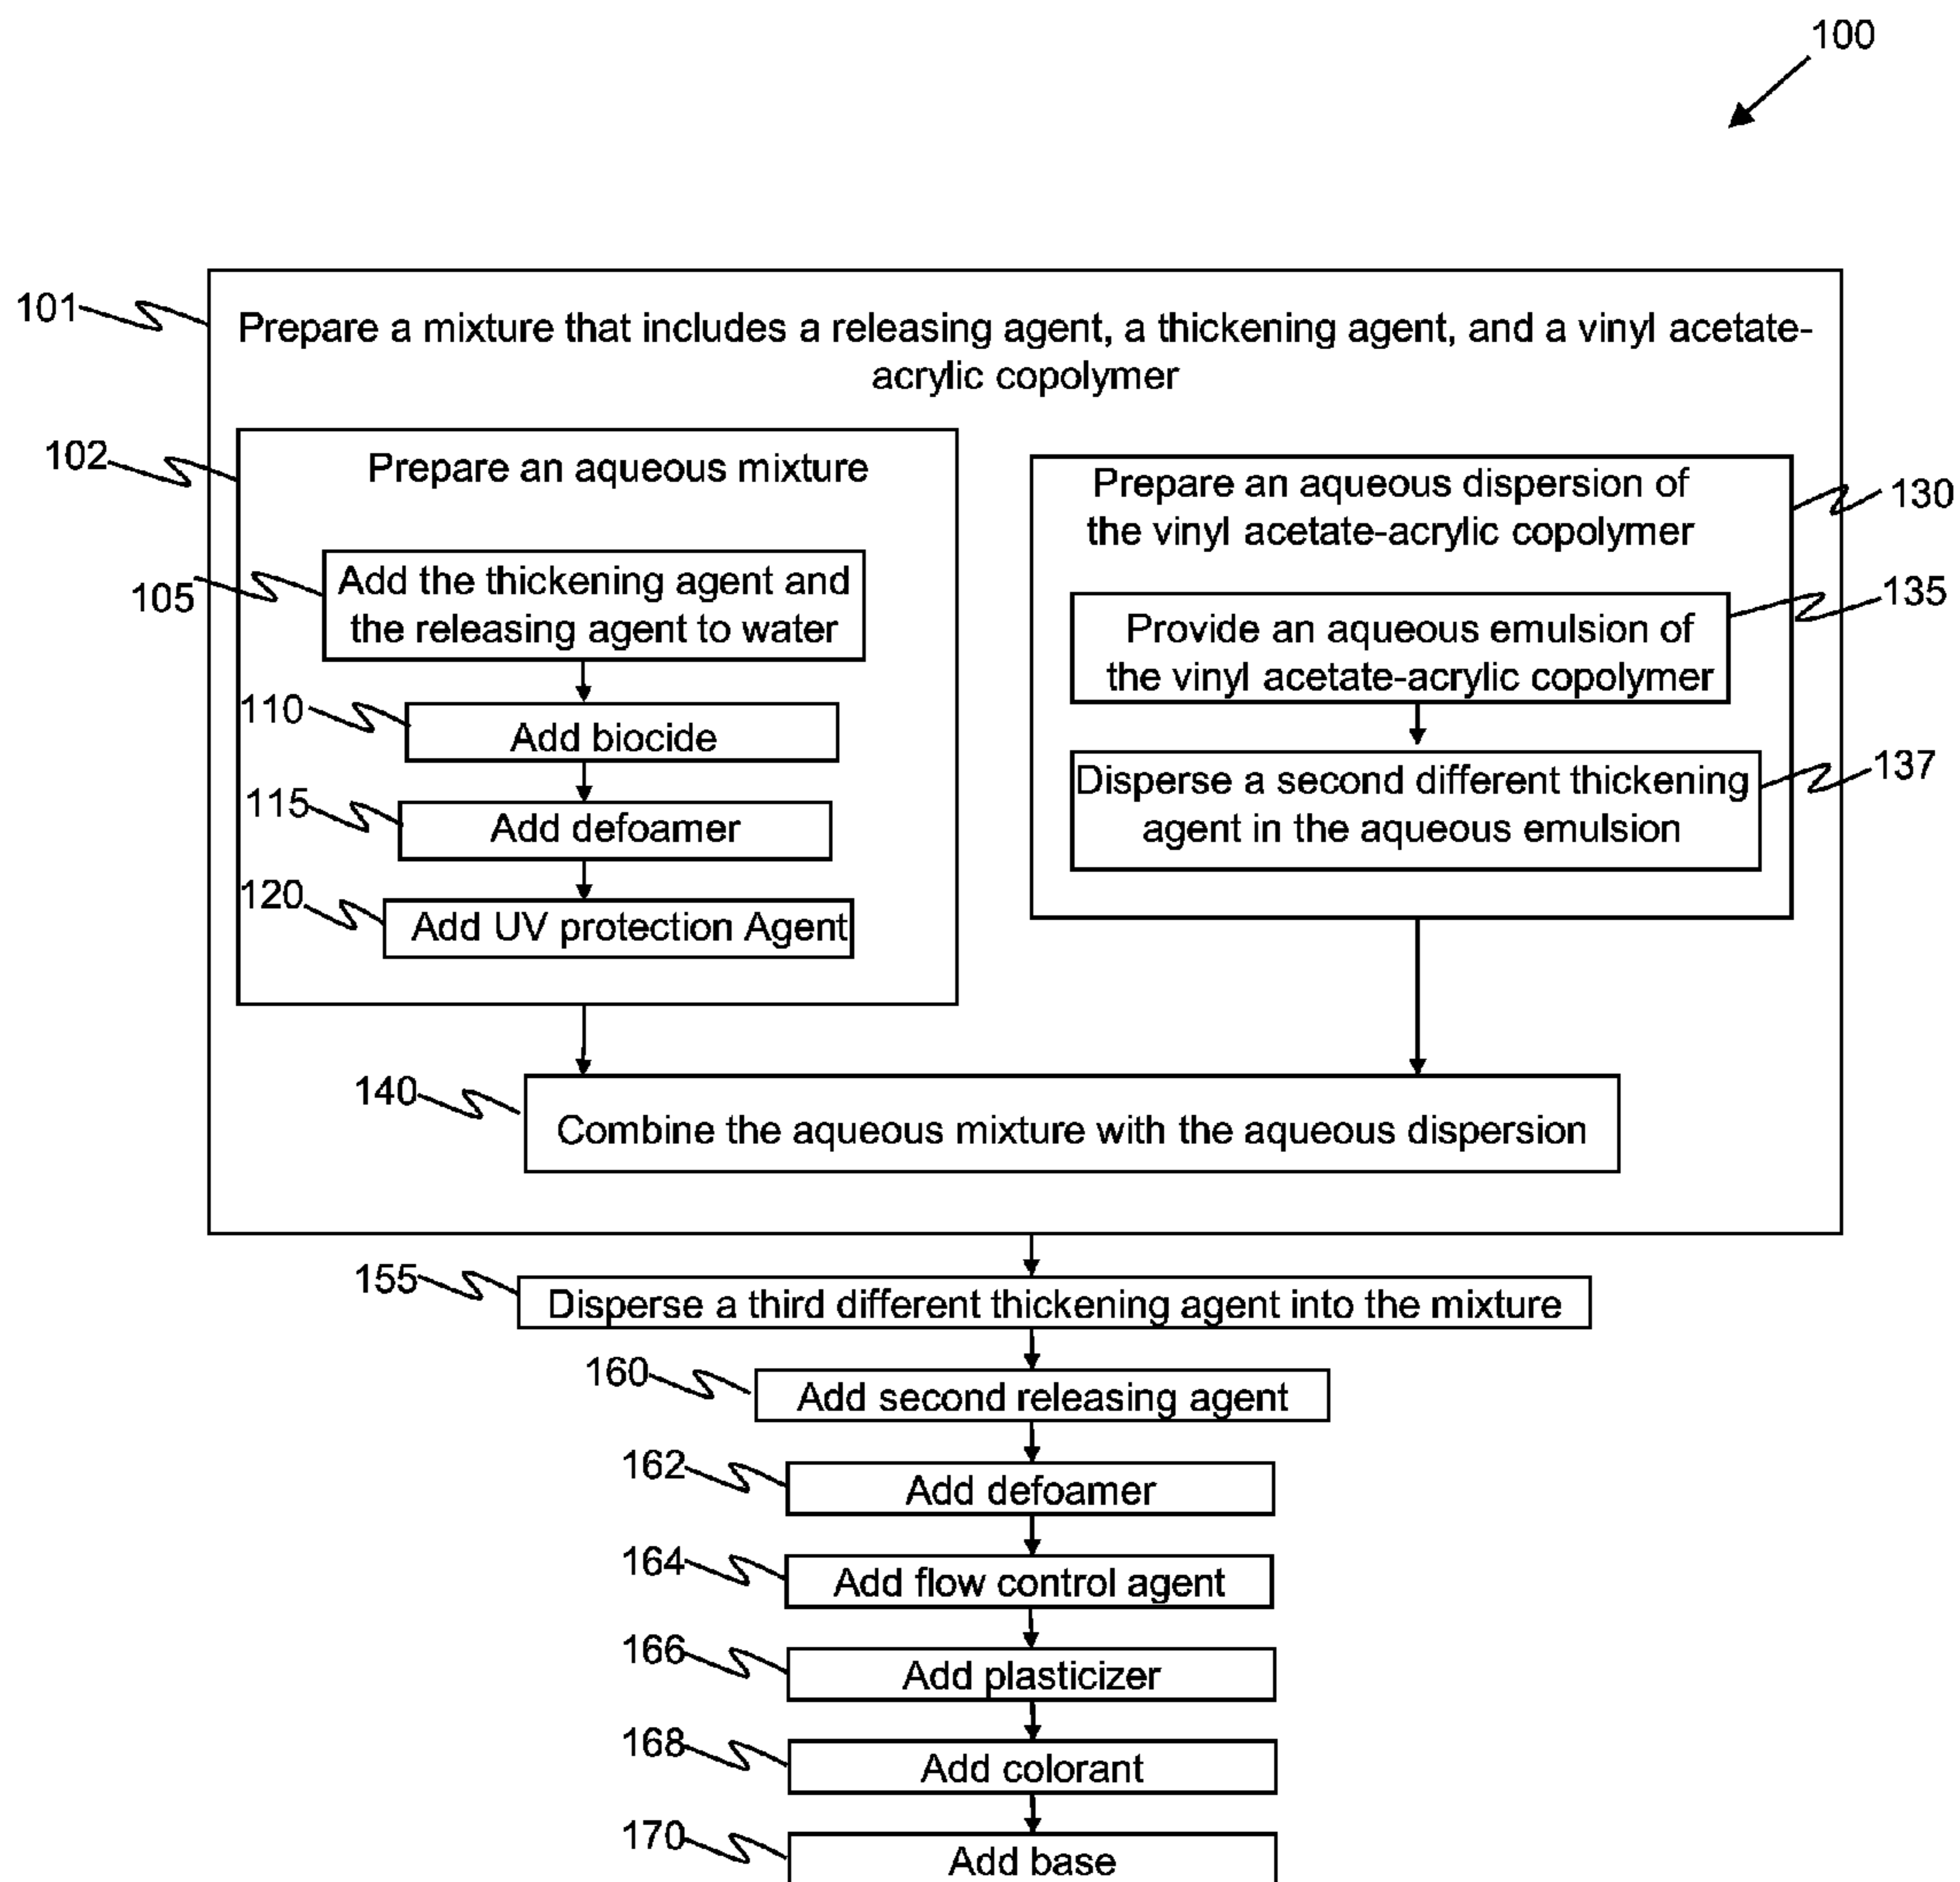 100
101
Prepare a mixture that includes a releasing agent, a thickening agent, and a vinyl acetate-
acrylic copolymer
102
Prepare an aqueous mixture
105
Add the thickening agent and
the releasing agent to water
110
Add biocide
115
Add defoamer
120
Add UV protection Agent
Prepare an aqueous dispersion of
the vinyl acetate-acrylic copolymer
130
Provide an aqueous emulsion of
the vinyl acetate-acrylic copolymer
135
Disperse a second different thickening
agent in the aqueous emulsion
137
140
Combine the aqueous mixture with the aqueous dispersion
155
Disperse a third different thickening agent into the mixture
160
Add second releasing agent
162
Add defoamer
164
Add flow control agent
166
Add plasticizer
168
Add colorant
170
Add base